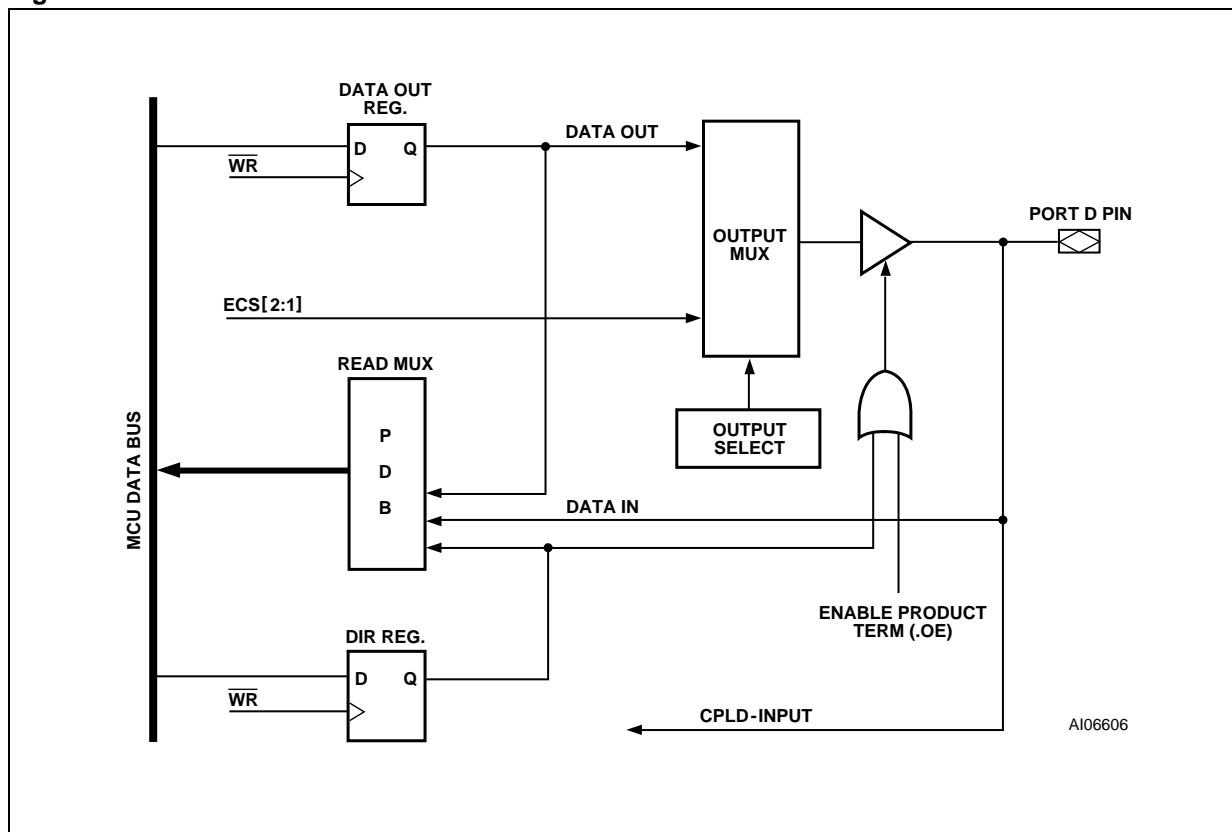 DATA OUT
REG.
D Q
WR
DATA OUT
OUTPUT
MUX
PORT D PIN
ECS[2:1]
READ MUX
P
D
B
OUTPUT
SELECT
MCU DATA BUS
DATA IN
ENABLE PRODUCT
TERM (.OE)
DIR REG.
D Q
WR
CPLD-INPUT
AI06606